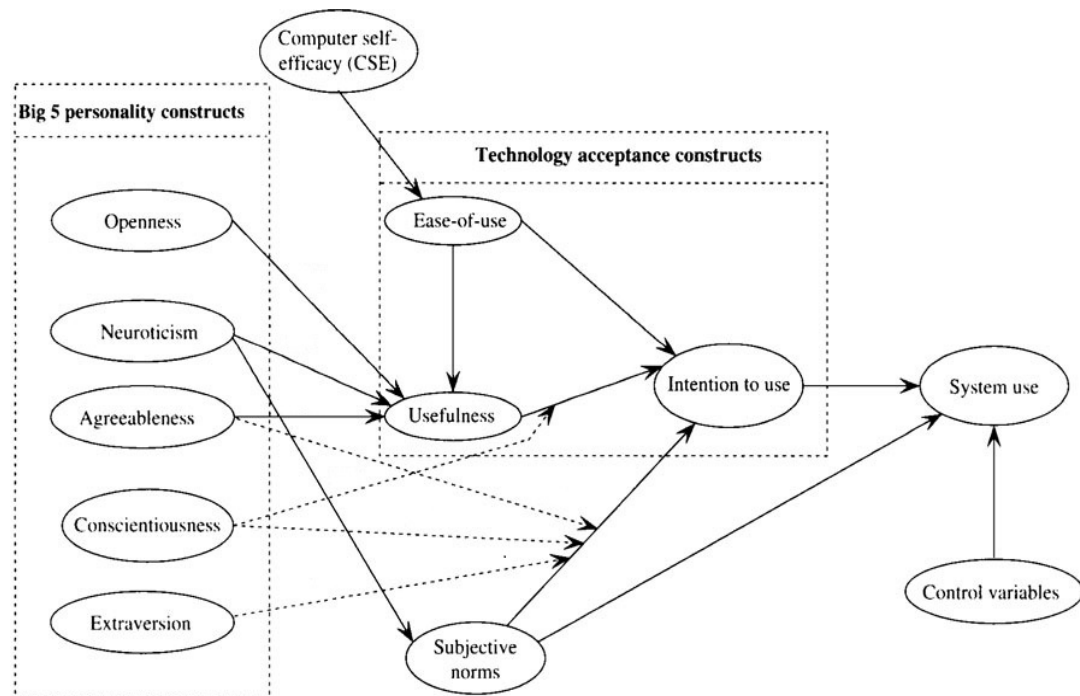 Computer self-
efficacy (CSE)
Big 5 personality constructs
Technology acceptance constructs
Openness
Ease-of-use
Neuroticism
Agreeableness
Usefulness
Intention to use
System use
Conscientiousness
Extraversion
Subjective
norms
Control variables